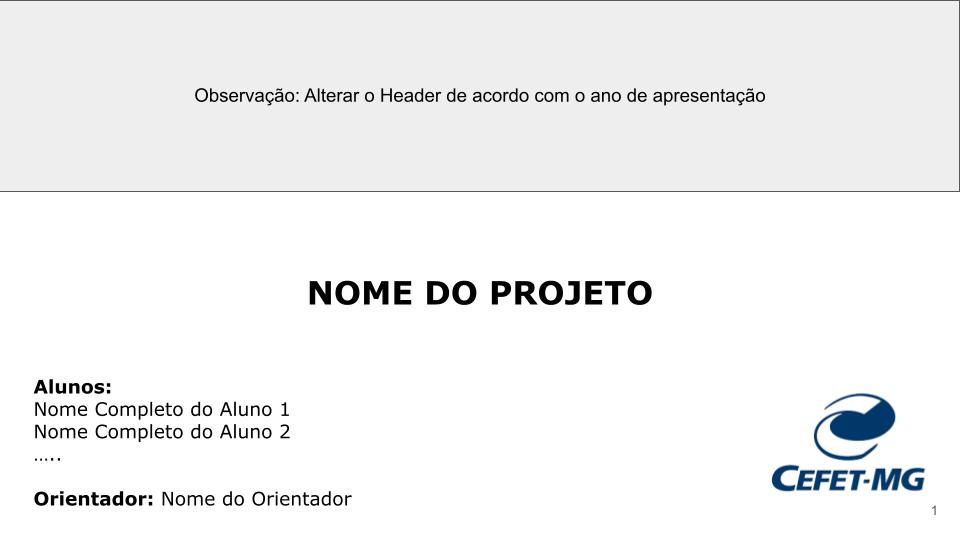 Observação: Alterar o Header de acordo com o ano de apresentação
NOME DO PROJETO
Alunos:
Nome Completo do Aluno 1
Nome Completo do Aluno 2
.....
Orientador: Nome do Orientador
CEFET-MG
1